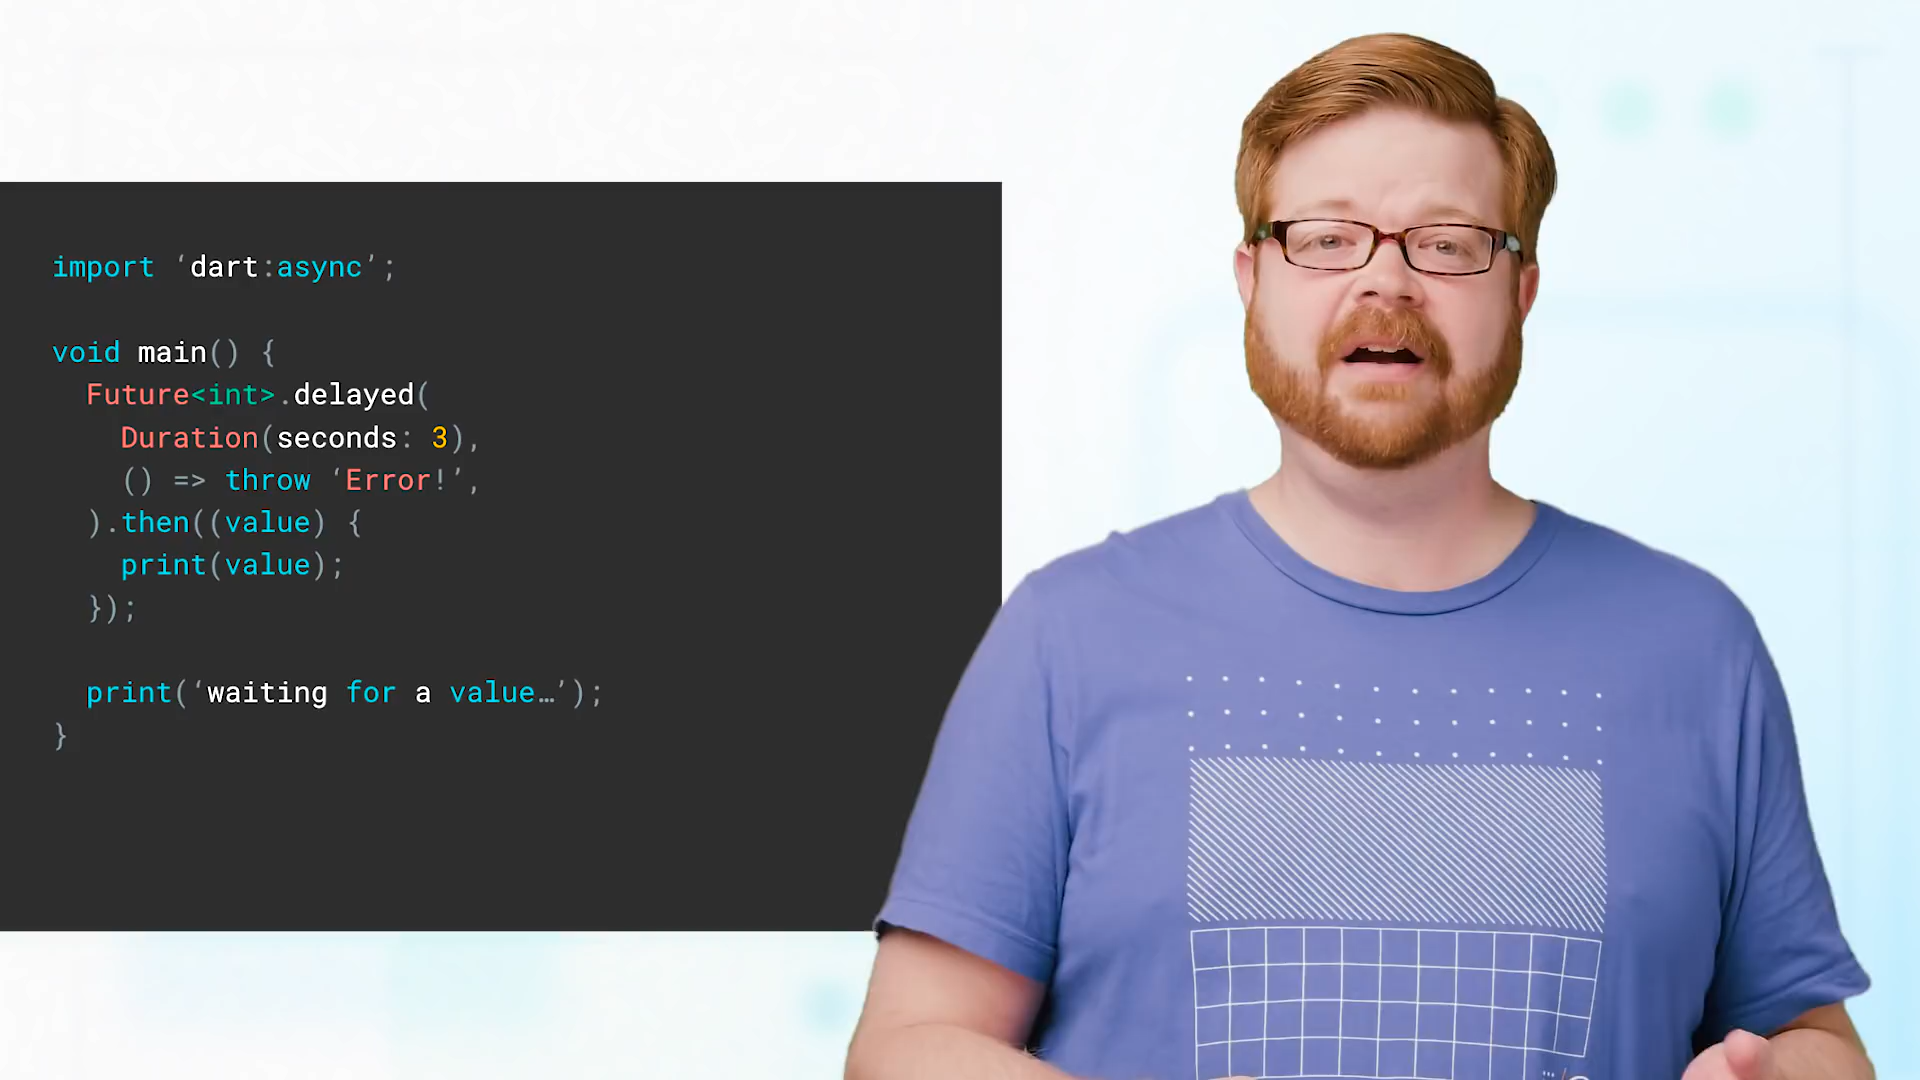 import ‘dart:async’;
void main() {
Future<int>.delayed(
Duration(seconds: 3),
() => throw ‘Error!’,
).then((value) {
print(value);
});
print(‘waiting for a value…’);
}